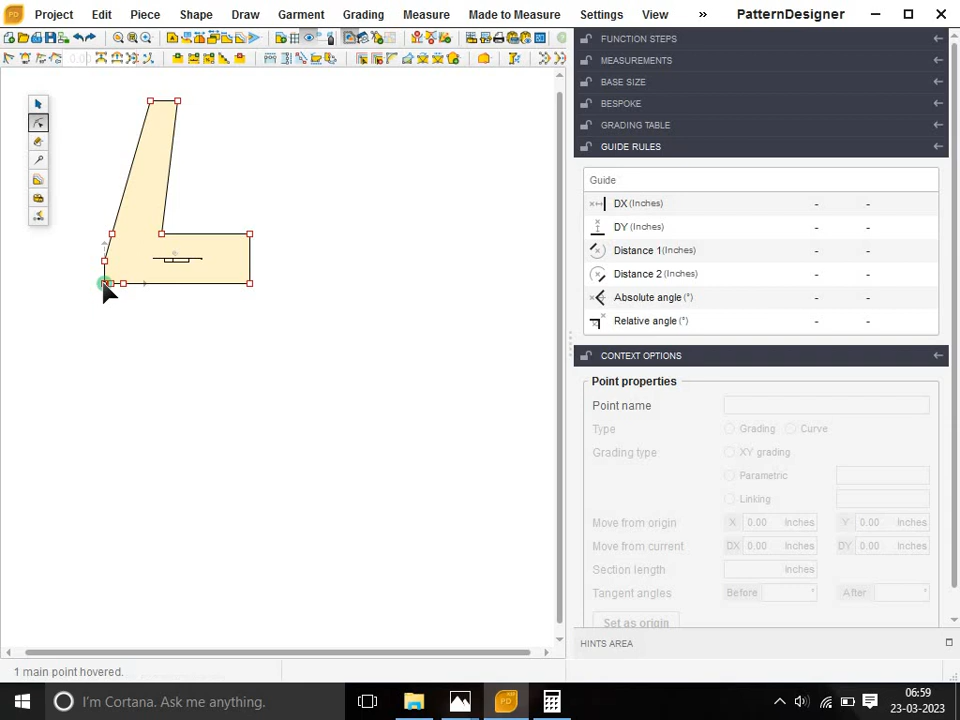 PD Project Edit Piece Shape Draw Garment Grading Measure Made to Measure Settings View » PatternDesigner
FUNCTION STEPS
MEASUREMENTS
BASE SIZE
BESPOKE
GRADING TABLE
GUIDE RULES
Guide
DX (Inches) - -
DY (Inches) - -
Distance 1 (Inches) - -
Distance 2 (Inches) - -
Absolute angle (°) - -
Relative angle (°) - -
CONTEXT OPTIONS
Point properties
Point name
Type Grading Curve
Grading type XY grading
Parametric
Linking
Move from origin X 0.00 Inches Y 0.00 Inches
Move from current DX 0.00 Inches DY 0.00 Inches
Section length Inches
Tangent angles Before ° After °
Set as origin
HINTS AREA
1 main point hovered.
I'm Cortana. Ask me anything.
PD
06:59
23-03-2023